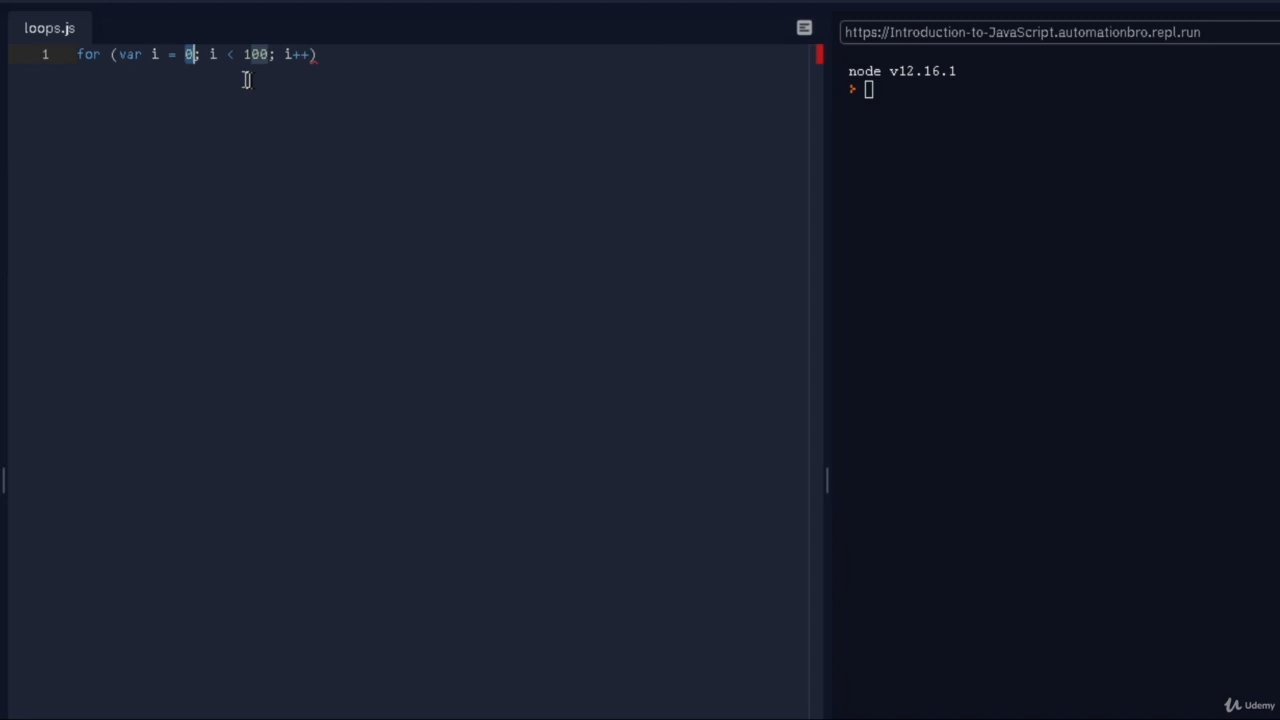 loops.js
1 for (var i = 0; i < 100; i++)
https://Introduction-to-JavaScript.automationbro.repl.run
node v12.16.1
Udemy